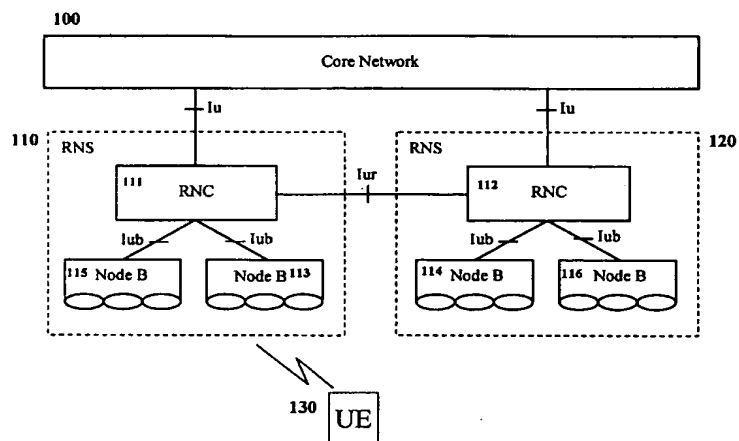 100
Core Network
Iu
Iu
110
RNS
RNS
120
111
RNC
Iur
112
RNC
Iub
Iub
Iub
Iub
115 Node B
Node B 113
114 Node B
116 Node B
130
UE